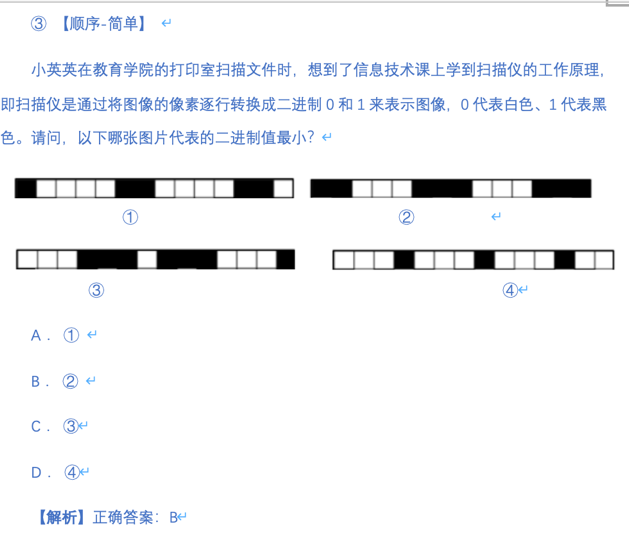 ③ 【顺序-简单】
小英英在教育学院的打印室扫描文件时，想到了信息技术课上学到扫描仪的工作原理，
即扫描仪是通过将图像的像素逐行转换成二进制 0 和 1 来表示图像，0 代表白色、1 代表黑
色。请问，以下哪张图片代表的二进制值最小？
① ②
③ ④
A． ①
B． ②
C． ③
D． ④
【解析】正确答案：B